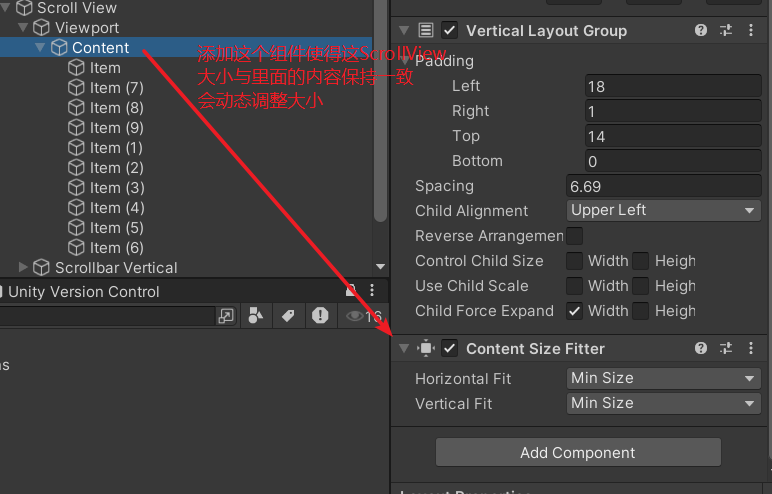 Scroll View
Viewport
Content
Item
Item (7)
Item (8)
Item (9)
Item (1)
Item (2)
Item (3)
Item (4)
Item (5)
Item (6)
Scrollbar Vertical
添加这个组件使得这ScrollView
大小与里面的内容保持一致
会动态调整大小
Unity Version Control
16
ns
Vertical Layout Group
Padding
Left 18
Right 1
Top 14
Bottom 0
Spacing 6.69
Child Alignment Upper Left
Reverse Arrangemen
Control Child Size Width Heigh
Use Child Scale Width Heigh
Child Force Expand Width Heigh
Content Size Fitter
Horizontal Fit Min Size
Vertical Fit Min Size
Add Component
Layout Properties